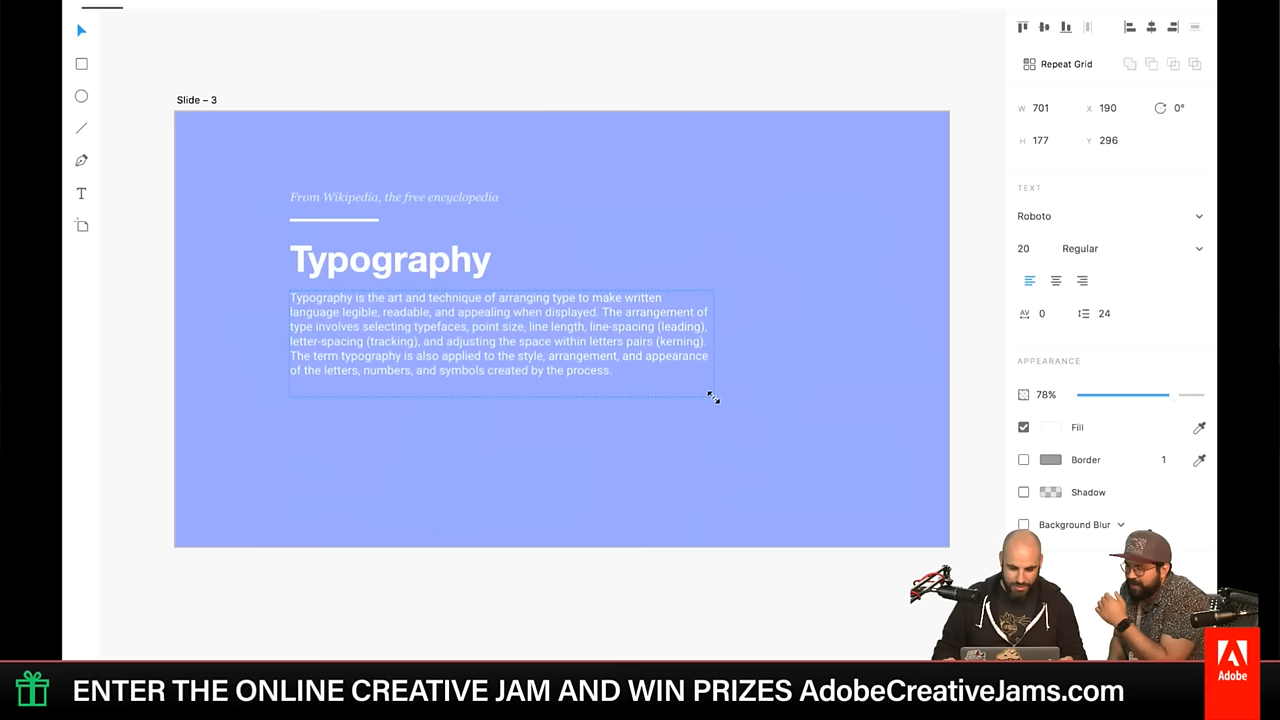 Repeat Grid
Slide – 3
W 701 X 190 0°
H 177 Y 296
From Wikipedia, the free encyclopedia
Typography
Typography is the art and technique of arranging type to make written
language legible, readable, and appealing when displayed. The arrangement of
type involves selecting typefaces, point size, line length, line-spacing (leading),
letter-spacing (tracking), and adjusting the space within letters pairs (kerning).
The term typography is also applied to the style, arrangement, and appearance
of the letters, numbers, and symbols created by the process.
T
TEXT
Roboto
20 Regular
AV 0 24
APPEARANCE
78%
Fill
Border 1
Shadow
Background Blur
ENTER THE ONLINE CREATIVE JAM AND WIN PRIZES AdobeCreativeJams.com
Adobe